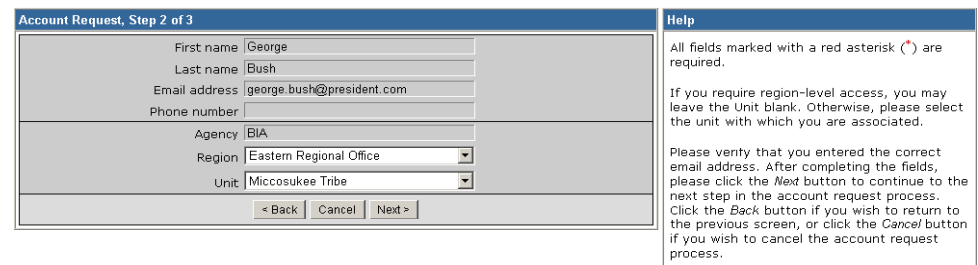 Account Request, Step 2 of 3
First name George
Last name Bush
Email address george.bush@president.com
Phone number
Agency BIA
Region Eastern Regional Office
Unit Miccosukee Tribe
< Back Cancel Next >
Help
All fields marked with a red asterisk (*) are
required.
If you require region-level access, you may
leave the Unit blank. Otherwise, please select
the unit with which you are associated.
Please verity that you entered the correct
email address. After completing the fields,
please click the Next button to continue to the
next step in the account request process.
Click the Back button if you wish to return to
the previous screen, or click the Cancel button
if you wish to cancel the account request
process.